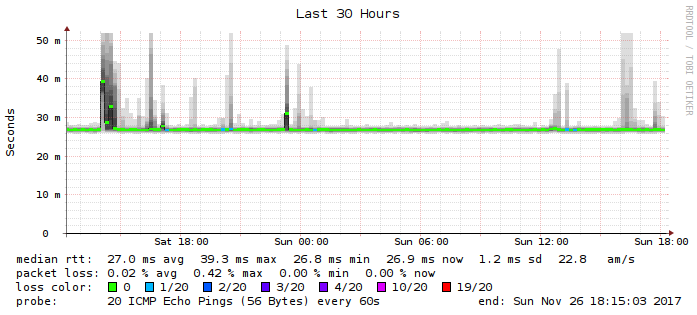 Last 30 Hours
RRDTOOL / TOBI OETIKER
Seconds
50 m
40 m
30 m
20 m
10 m
0
Sat 18:00 Sun 00:00 Sun 06:00 Sun 12:00 Sun 18:00
median rtt: 27.0 ms avg 39.3 ms max 26.8 ms min 26.9 ms now 1.2 ms sd 22.8 am/s
packet loss: 0.02 % avg 0.42 % max 0.00 % min 0.00 % now
loss color: 0 1/20 2/20 3/20 4/20 10/20 19/20
probe: 20 ICMP Echo Pings (56 Bytes) every 60s end: Sun Nov 26 18:15:03 2017